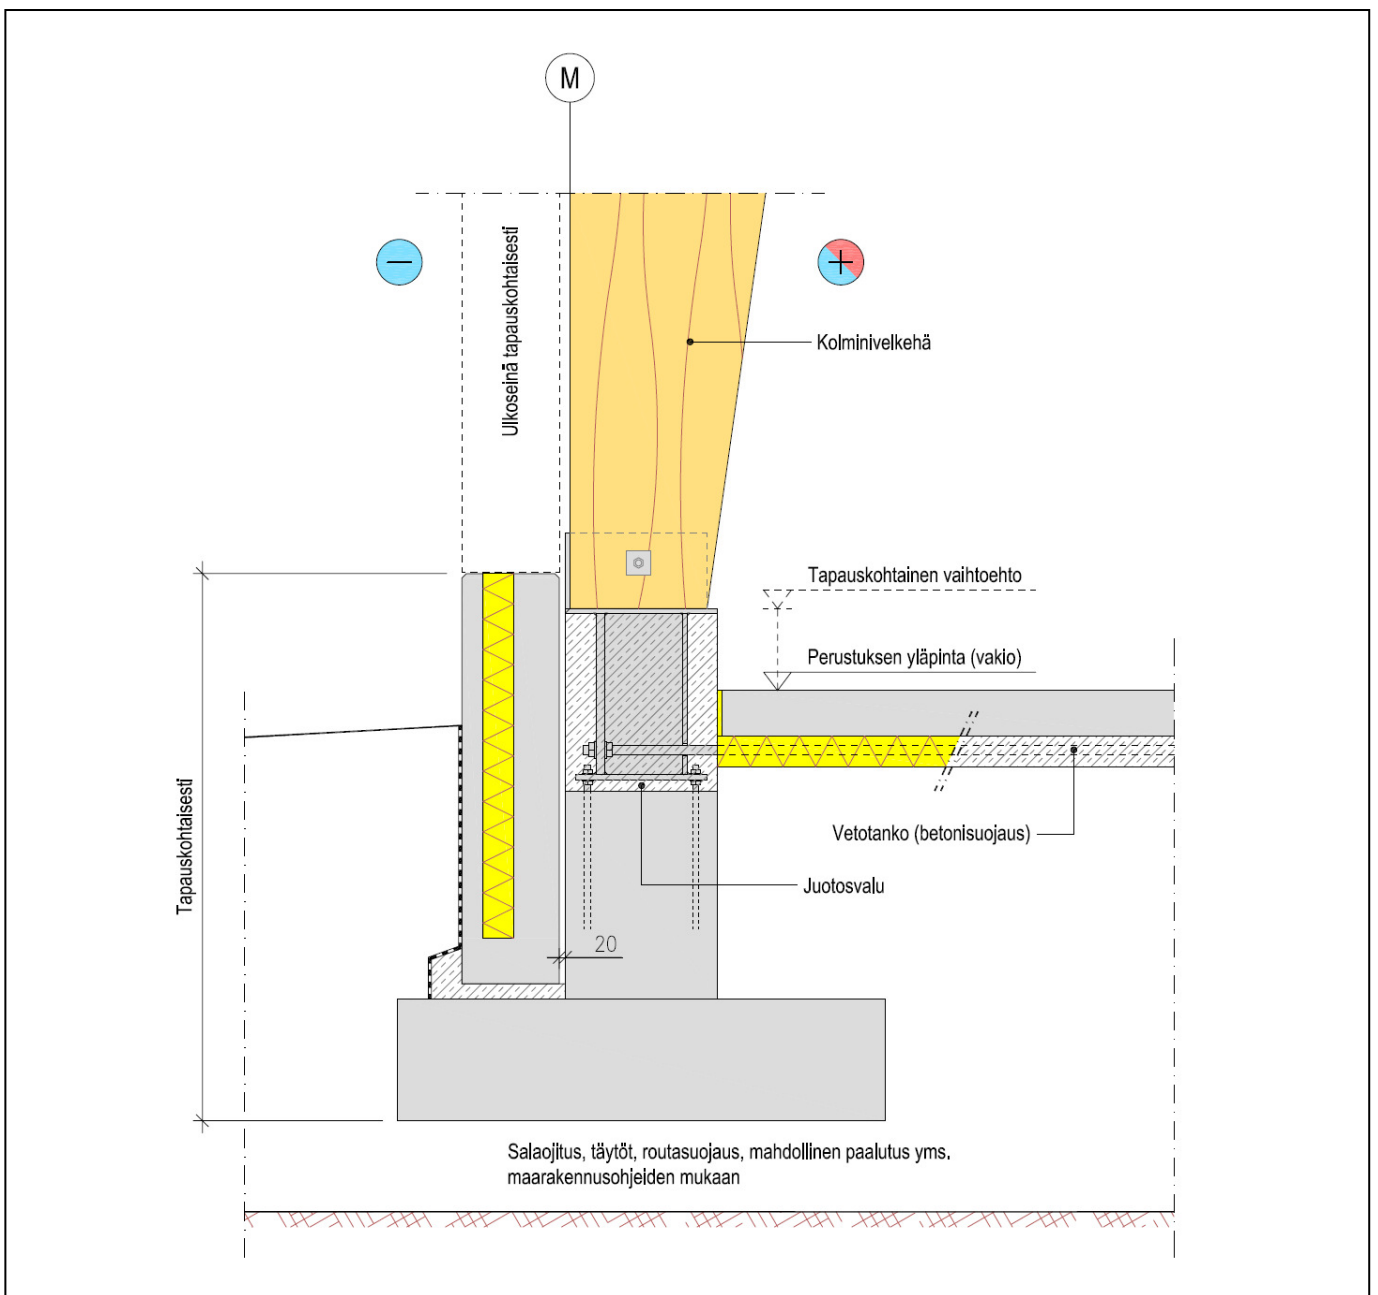 M
Ulkoseinä tapauskohtaisesti
−
+
Kolminivelkehä
Tapauskohtainen vaihtoehto
Perustuksen yläpinta (vakio)
Vetotanko (betonisuojaus)
Juotosvalu
Tapauskohtaisesti
20
Salaojitus, täytöt, routasuojaus, mahdollinen paalutus yms.
maarakennusohjeiden mukaan